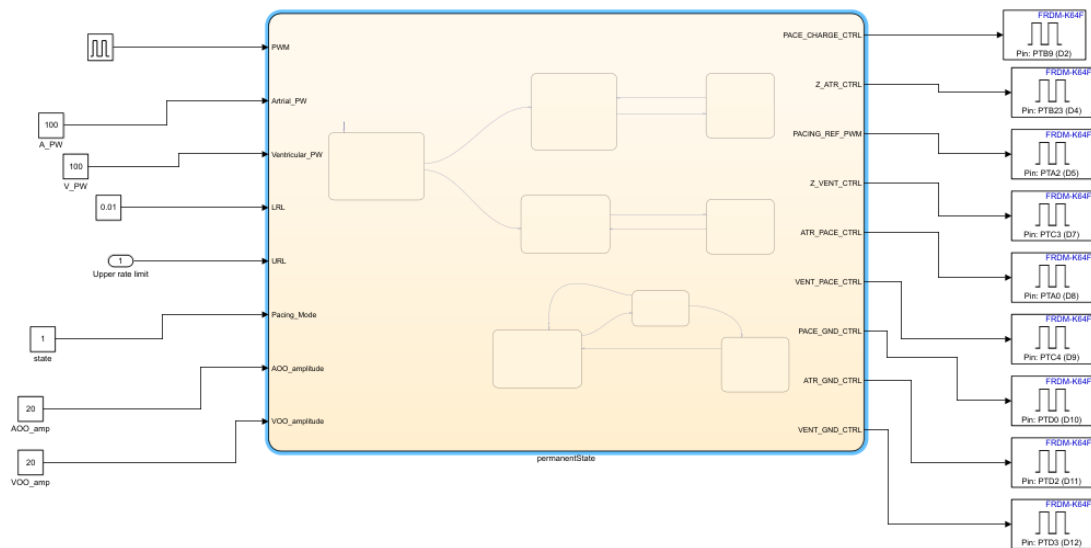 PWM
Artrial_PW
100
A_PW
Ventricular_PW
100
V_PW
LRL
0.01
URL
1
Upper rate limit
Pacing_Mode
1
state
AOO_amplitude
20
AOO_amp
VOO_amplitude
20
VOO_amp
permanentState
PACE_CHARGE_CTRL
Z_ATR_CTRL
PACING_REF_PWM
Z_VENT_CTRL
ATR_PACE_CTRL
VENT_PACE_CTRL
PACE_GND_CTRL
ATR_GND_CTRL
VENT_GND_CTRL
FRDM-K64F
Pin: PTB9 (D2)
FRDM-K64F
Pin: PTB23 (D4)
FRDM-K64F
Pin: PTA2 (D5)
FRDM-K64F
Pin: PTC3 (D7)
FRDM-K64F
Pin: PTA0 (D8)
FRDM-K64F
Pin: PTC4 (D9)
FRDM-K64F
Pin: PTD0 (D10)
FRDM-K64F
Pin: PTD2 (D11)
FRDM-K64F
Pin: PTD3 (D12)